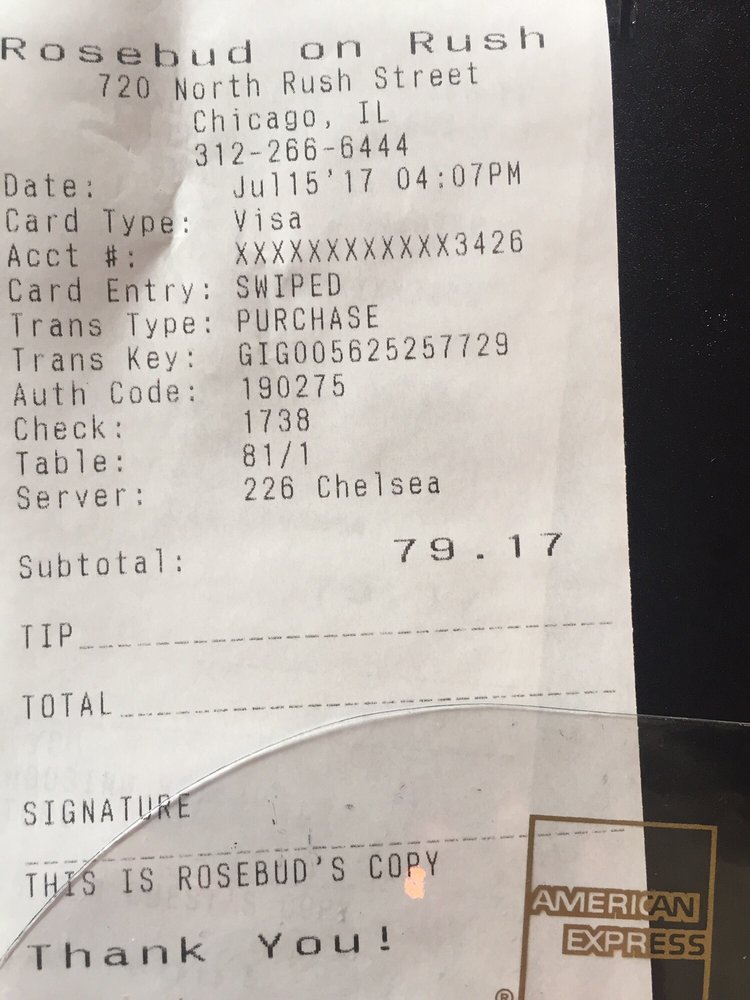 Rosebud on Rush
720 North Rush Street
Chicago, IL
312-266-6444
Date: Jul15'17 04:07PM
Card Type: Visa
Acct #: XXXXXXXXXXXX3426
Card Entry: SWIPED
Trans Type: PURCHASE
Trans Key: GIG005625257729
Auth Code: 190275
Check: 1738
Table: 81/1
Server: 226 Chelsea
Subtotal: 79.17
TIP
TOTAL
SIGNATURE
THIS IS ROSEBUD'S COPY
Thank You!
AMERICAN
EXPRESS
®